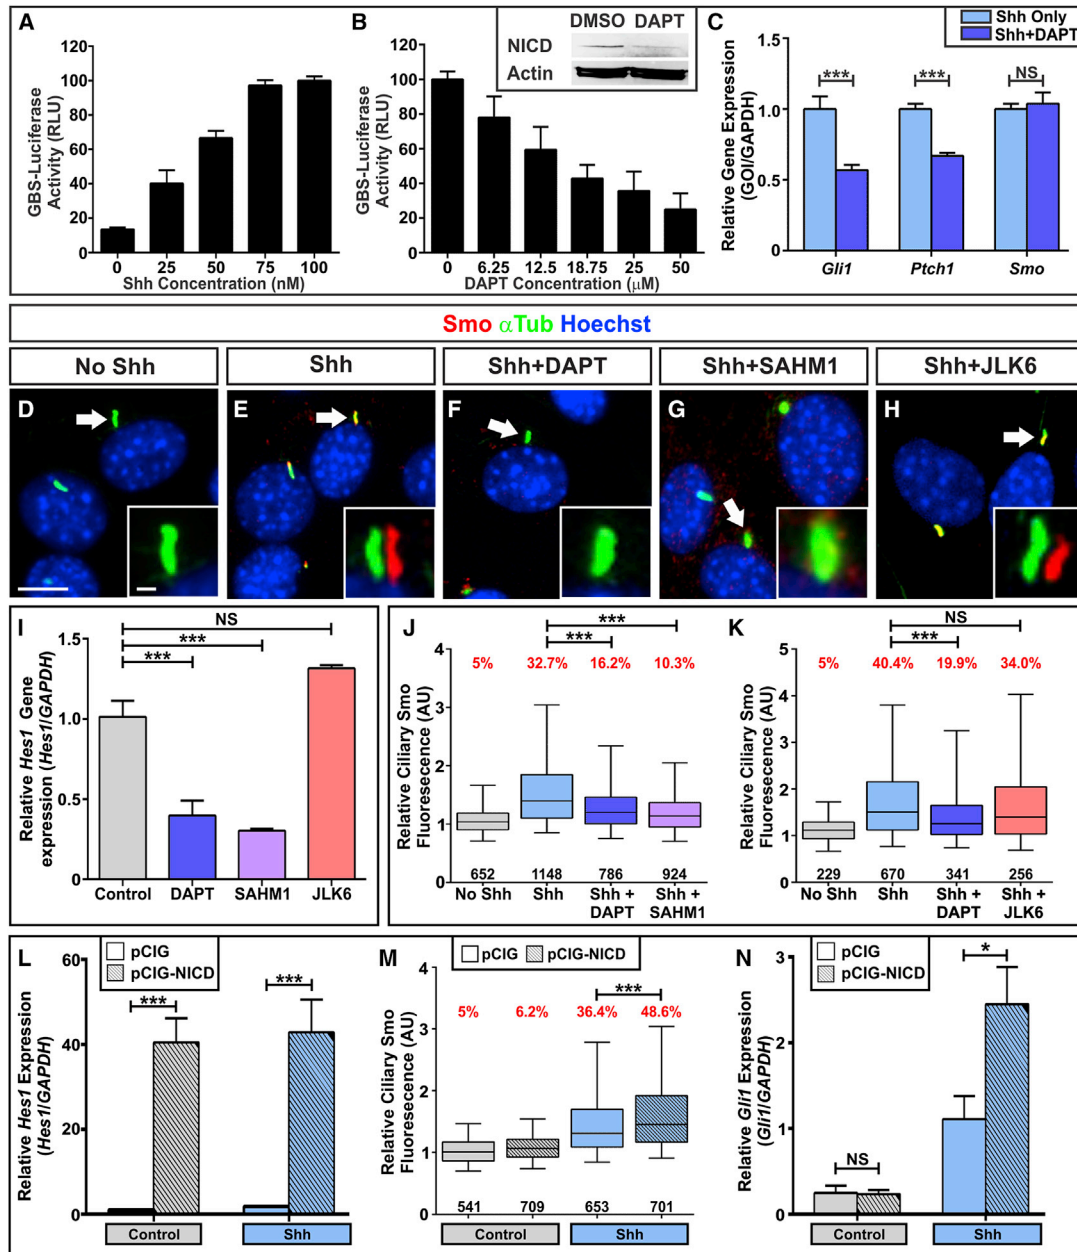 A
GBS-Luciferase
Activity (RLU)
120
100
80
60
40
20
0
0 25 50 75 100
Shh Concentration (nM)
B
GBS-Luciferase
Activity (RLU)
120
100
80
60
40
20
0
0 6.25 12.5 18.75 25 50
DAPT Concentration (μM)
DMSO DAPT
NICD
Actin
C
Shh Only
Shh+DAPT
Relative Gene Expression
(GOI/GAPDH)
1.5
1.0
0.5
0
*** *** NS
Gli1 Ptch1 Smo
Smo αTub Hoechst
No Shh
Shh
Shh+DAPT
Shh+SAHM1
Shh+JLK6
D
E
F
G
H
I
Relative Hes1 Gene
expression (Hes1/GAPDH)
1.5
1.0
0.5
0
NS
***
***
Control DAPT SAHM1 JLK6
J
Relative Ciliary Smo
Fluoresecence (AU)
4
3
2
1
0
***
***
5% 32.7% 16.2% 10.3%
652 1148 786 924
No Shh Shh Shh + DAPT Shh + SAHM1
K
Relative Ciliary Smo
Fluoresecence (AU)
5
4
3
2
1
0
NS
***
5% 40.4% 19.9% 34.0%
229 670 341 256
No Shh Shh Shh + DAPT Shh + JLK6
L
pCIG
pCIG-NICD
Relative Hes1 Expression
(Hes1/GAPDH)
60
40
20
0
*** ***
Control Shh
M
pCIG pCIG-NICD
Relative Ciliary Smo
Fluoresecence (AU)
4
3
2
1
0
***
5% 6.2% 36.4% 48.6%
541 709 653 701
Control Shh
N
pCIG
pCIG-NICD
Relative Gli1 Expression
(Gli1/GAPDH)
3
2
1
0
NS
*
Control Shh